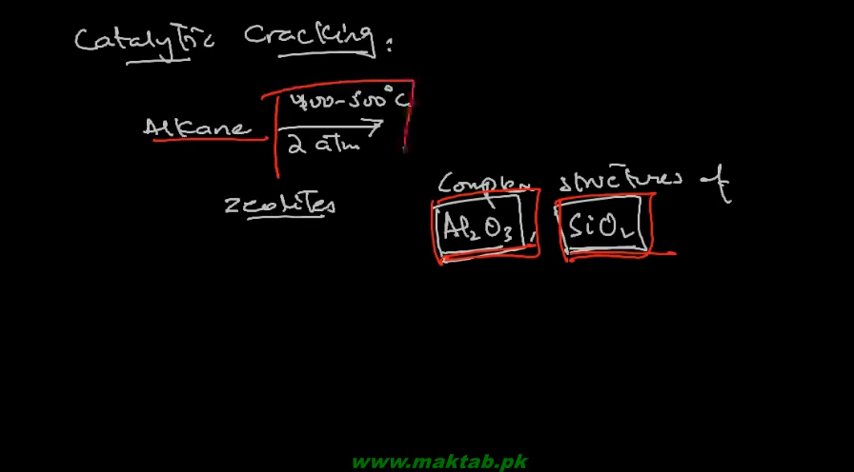 Catalytic Cracking:
400-500°C
Alkane
2 atm
zeolites
Complex structures of
Al₂O₃, SiO₂
www.maktab.pk